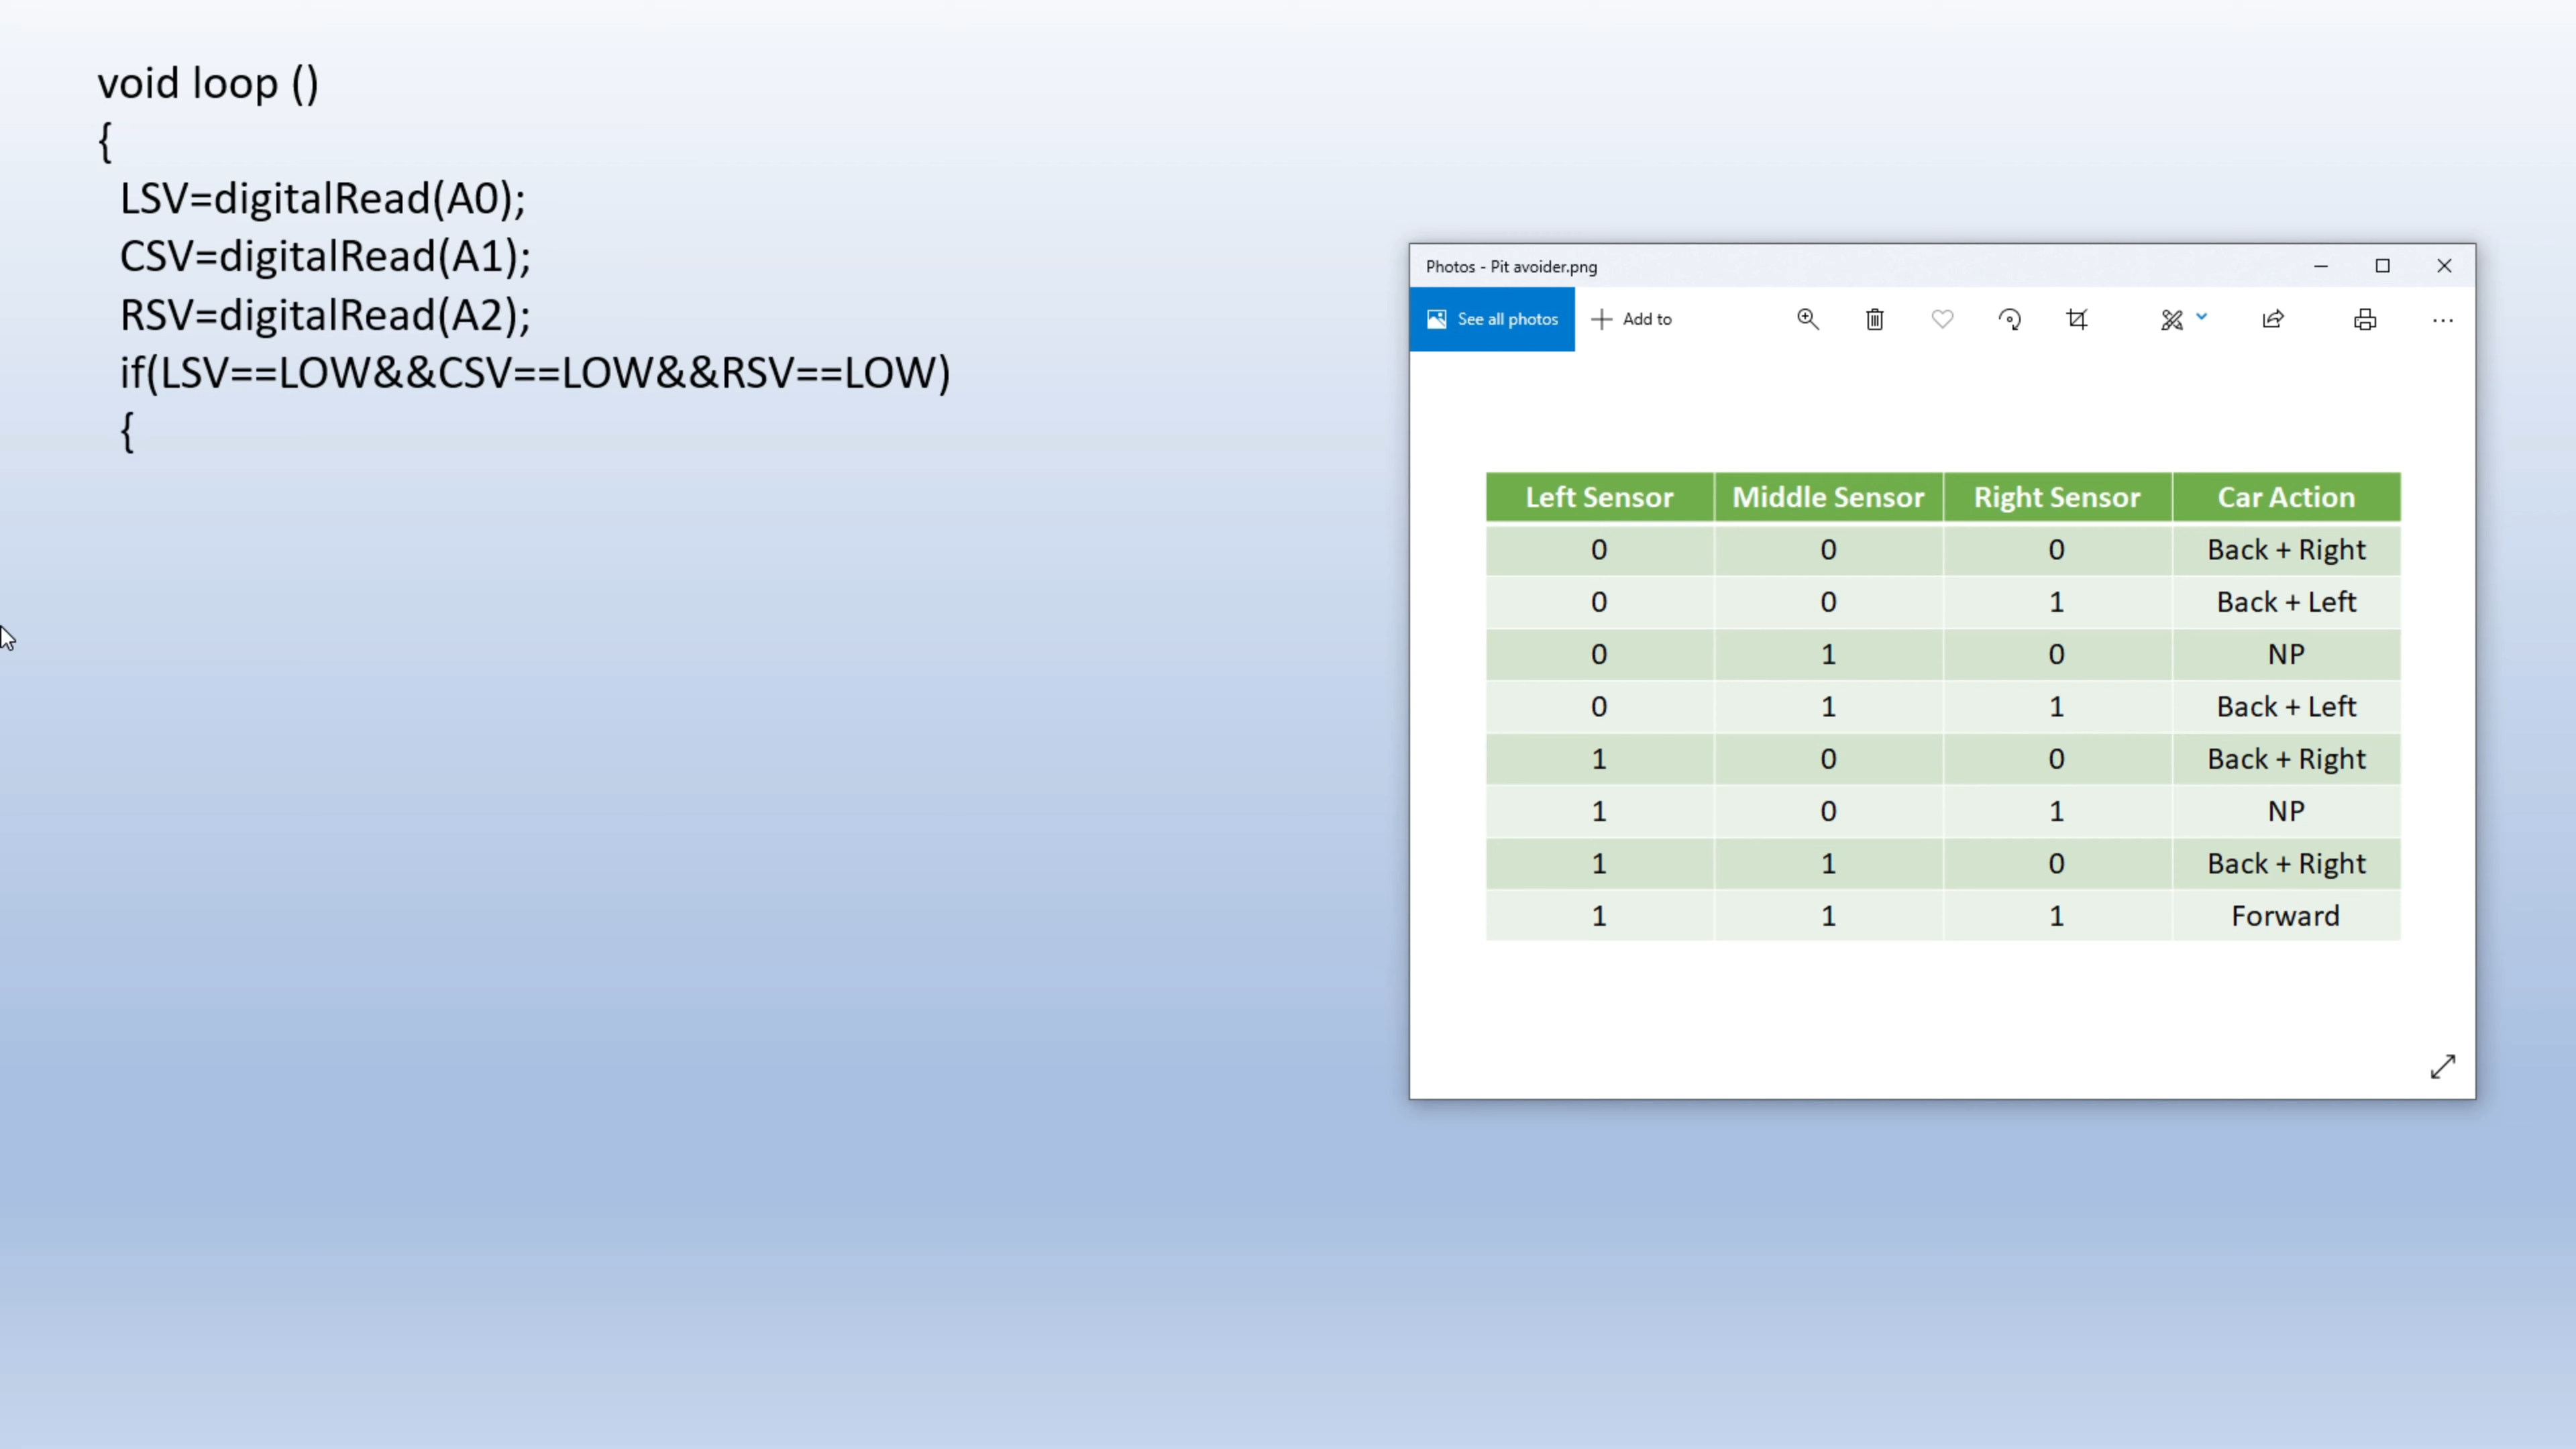 void loop ()
{
LSV=digitalRead(A0);
CSV=digitalRead(A1);
RSV=digitalRead(A2);
if(LSV==LOW&&CSV==LOW&&RSV==LOW)
{
Photos - Pit avoider.png
See all photos Add to
Left Sensor Middle Sensor Right Sensor Car Action
0 0 0 Back + Right
0 0 1 Back + Left
0 1 0 NP
0 1 1 Back + Left
1 0 0 Back + Right
1 0 1 NP
1 1 0 Back + Right
1 1 1 Forward